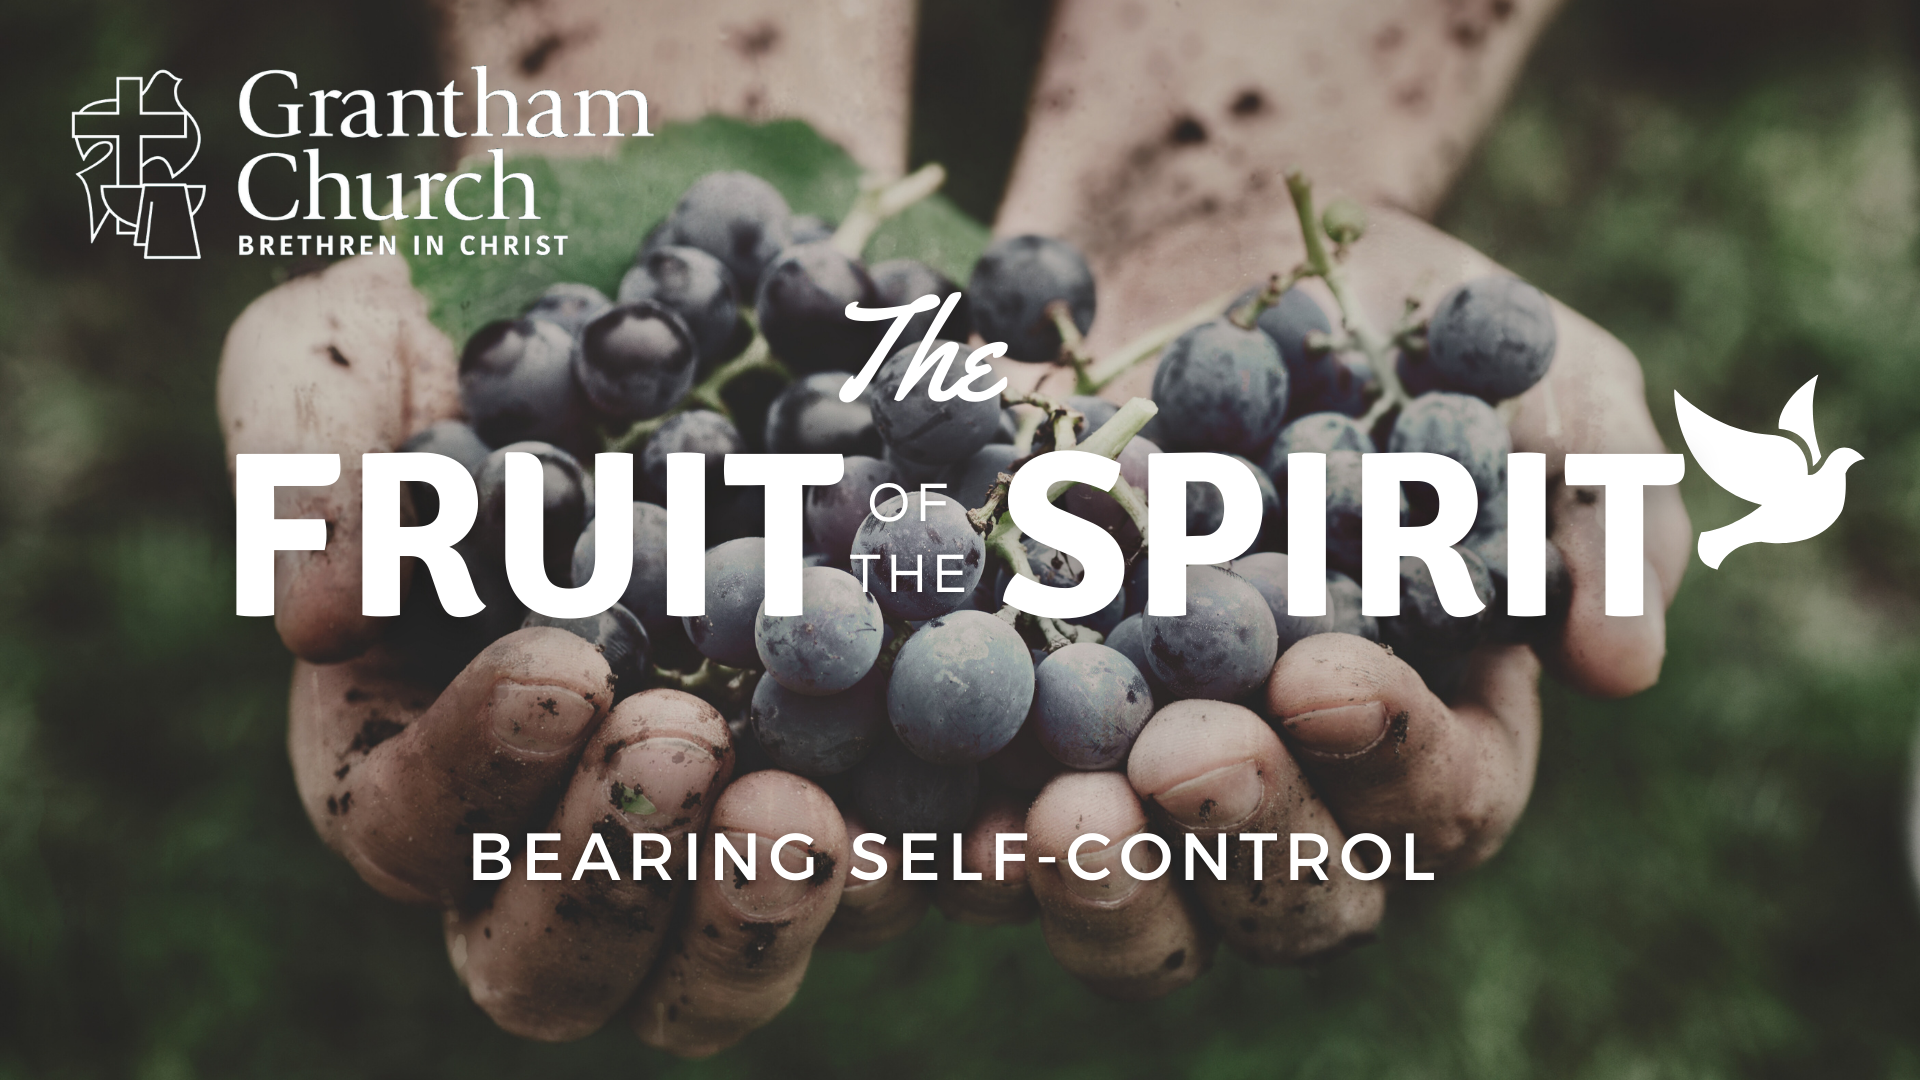 Grantham
Church
BRETHREN IN CHRIST
The
FRUIT OF THE SPIRIT
BEARING SELF-CONTROL